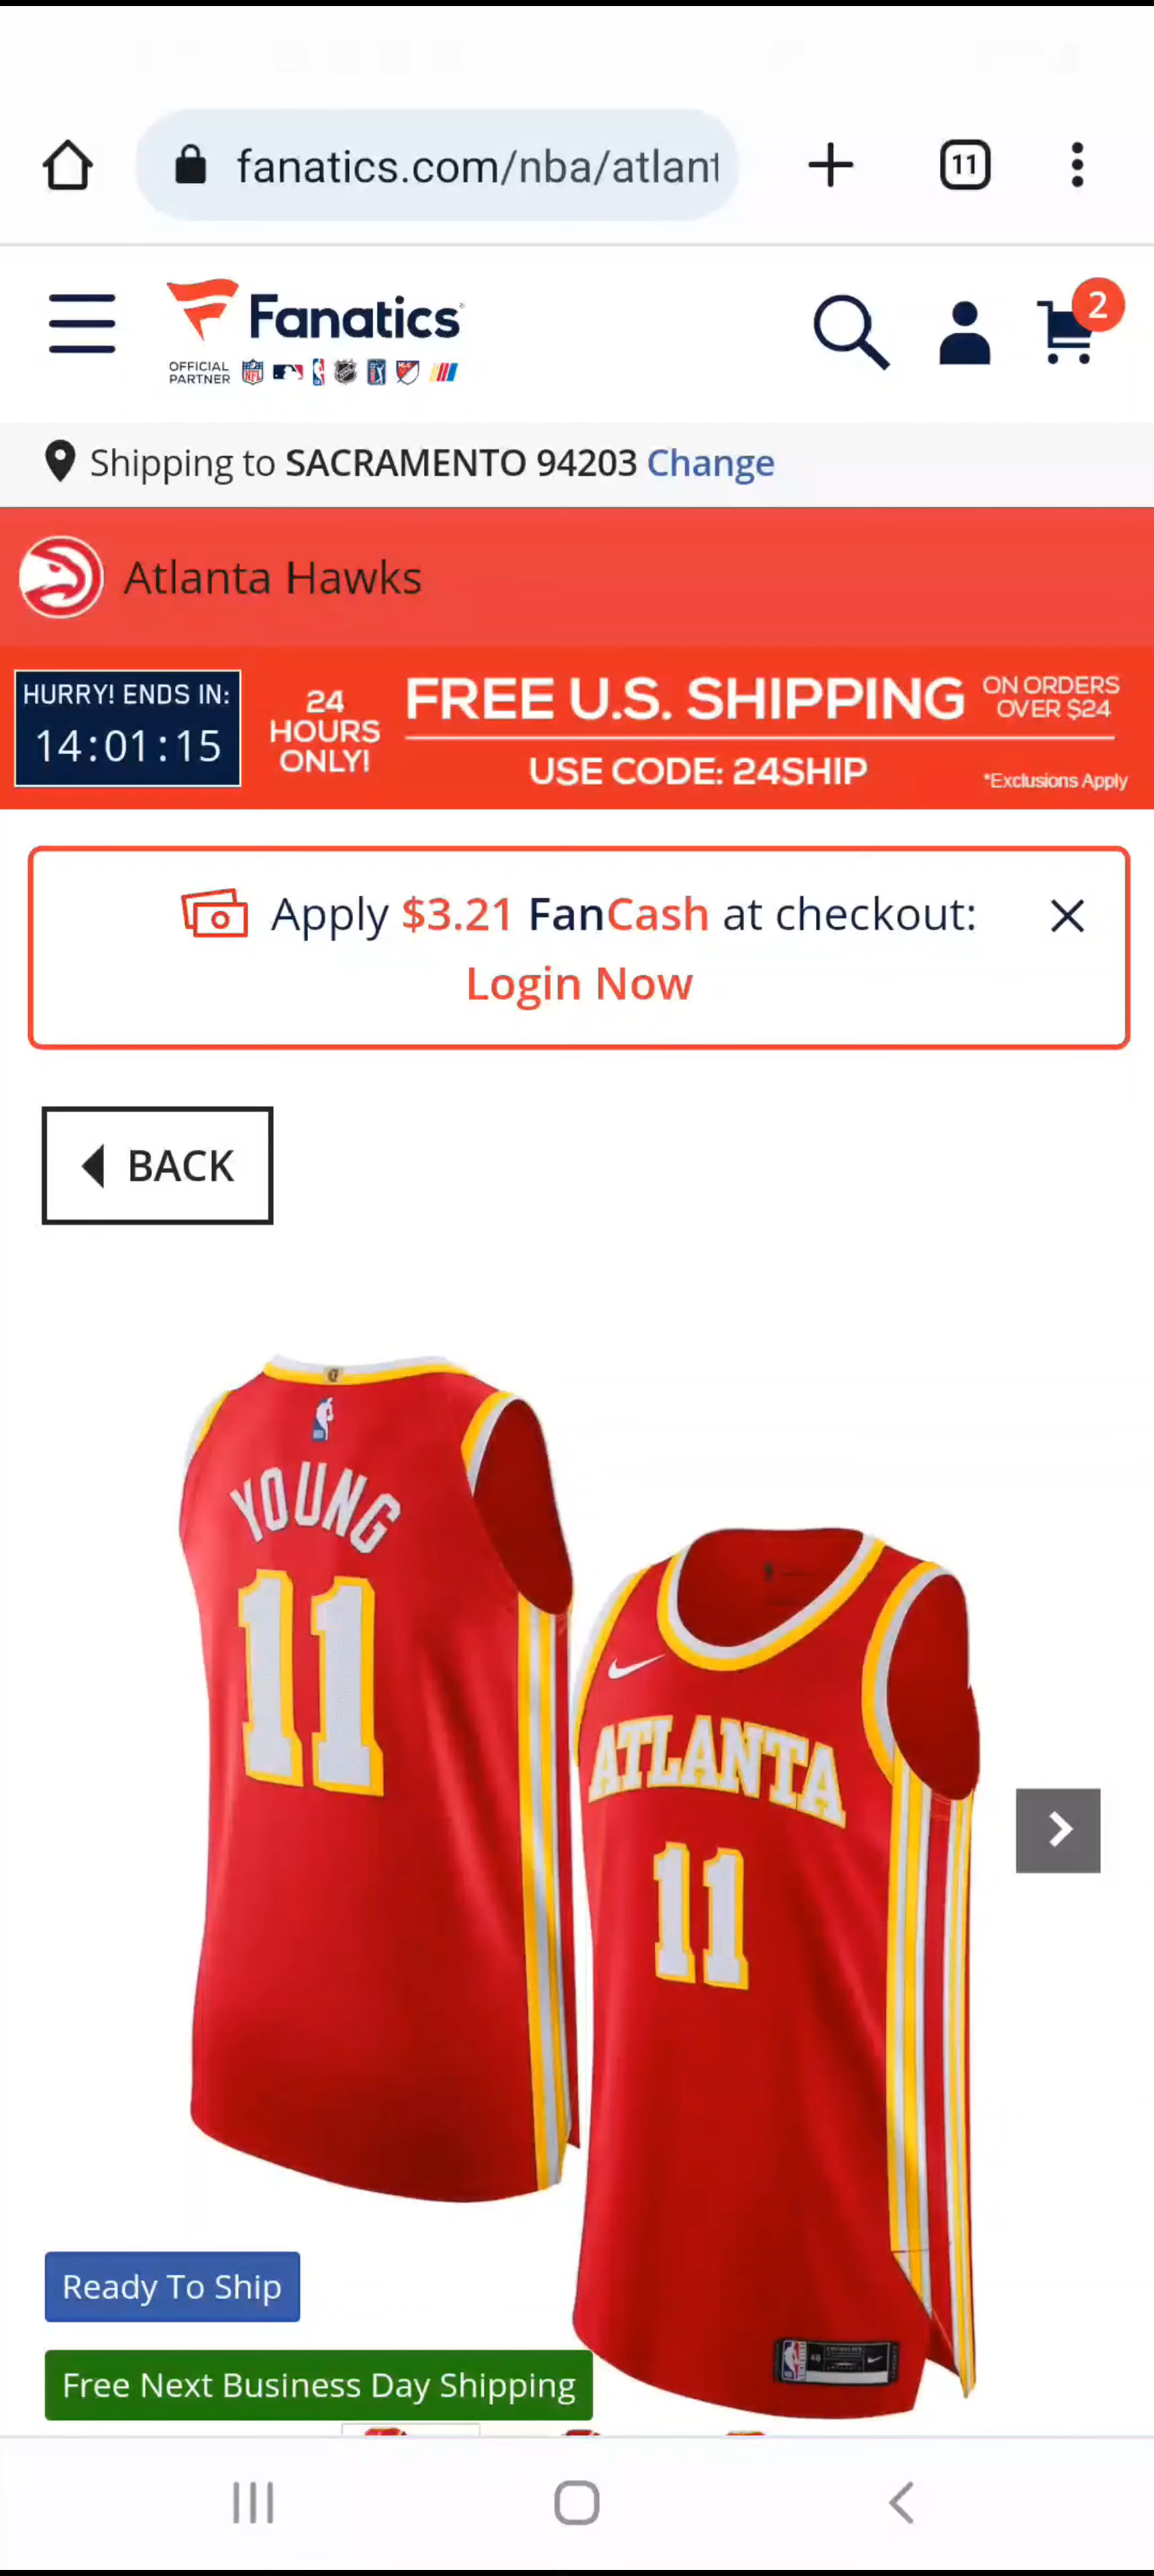 fanatics.com/nba/atlant
11
Fanatics
2
OFFICIAL
PARTNER
Shipping to SACRAMENTO 94203 Change
Atlanta Hawks
HURRY! ENDS IN:
14:01:15
24
HOURS
ONLY!
FREE U.S. SHIPPING
ON ORDERS
OVER $24
USE CODE: 24SHIP
*Exclusions Apply
Apply $3.21 FanCash at checkout:
Login Now
BACK
YOUNG
11
ATLANTA
11
Ready To Ship
Free Next Business Day Shipping